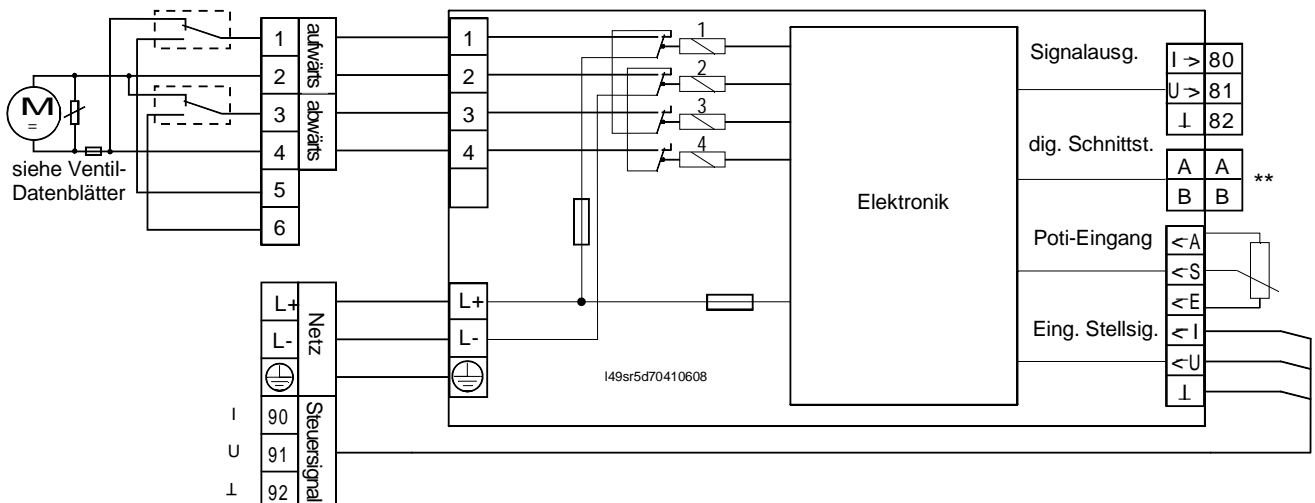 1
2
3
4
5
6
aufwärts
abwärts
M
=
siehe Ventil-
Datenblätter
1
2
3
4
1
2
3
4
Elektronik
Signalausg.
I -> 80
U -> 81
⊥ 82
dig. Schnittst.
A A
B B
**
Poti-Eingang
<- A
<- S
<- E
Eing. Stellsig.
<- I
<- U
⊥
L+
L-
Netz
L+
L-
l49sr5d70410608
I 90
U 91
⊥ 92
Steuersignal